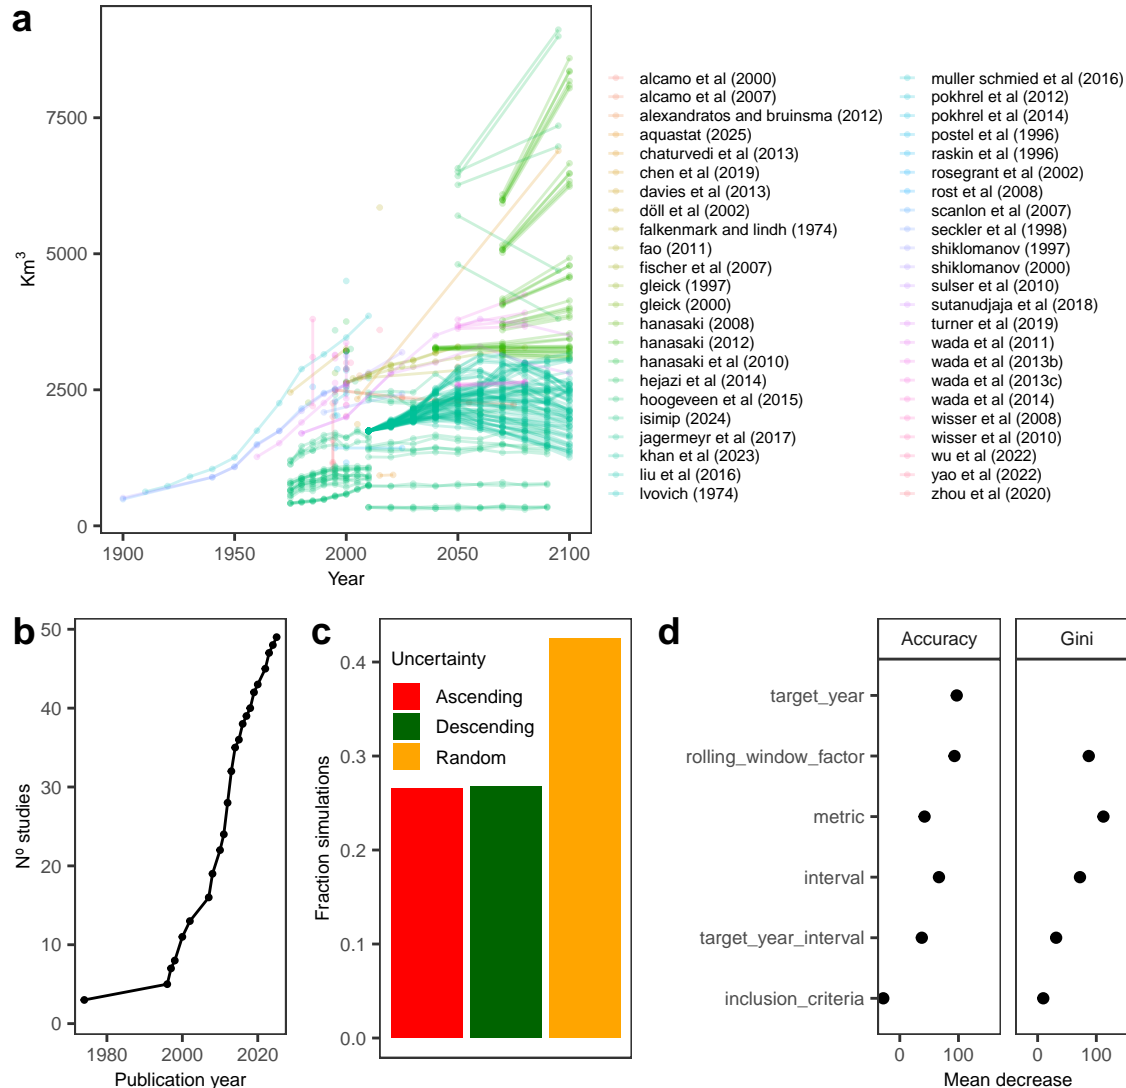 a
Km3
7500
5000
2500
0
1900
1950
2000
2050
2100
Year
alcamo et al (2000)
alcamo et al (2007)
alexandratos and bruinsma (2012)
aquastat (2025)
chaturvedi et al (2013)
chen et al (2019)
davies et al (2013)
döll et al (2002)
falkenmark and lindh (1974)
fao (2011)
fischer et al (2007)
gleick (1997)
gleick (2000)
hanasaki (2008)
hanasaki (2012)
hanasaki et al (2010)
hejazi et al (2014)
hoogeveen et al (2015)
isimip (2024)
jagermeyr et al (2017)
khan et al (2023)
liu et al (2016)
lvovich (1974)
muller schmied et al (2016)
pokhrel et al (2012)
pokhrel et al (2014)
postel et al (1996)
raskin et al (1996)
rosegrant et al (2002)
rost et al (2008)
scanlon et al (2007)
seckler et al (1998)
shiklomanov (1997)
shiklomanov (2000)
sulser et al (2010)
sutanudjaja et al (2018)
turner et al (2019)
wada et al (2011)
wada et al (2013b)
wada et al (2013c)
wada et al (2014)
wisser et al (2008)
wisser et al (2010)
wu et al (2022)
yao et al (2022)
zhou et al (2020)
b
Nº studies
50
40
30
20
10
0
1980
2000
2020
Publication year
c
Fraction simulations
0.4
0.3
0.2
0.1
0.0
Uncertainty
Ascending
Descending
Random
d
Accuracy
Gini
target_year
rolling_window_factor
metric
interval
target_year_interval
inclusion_criteria
0
100
0
100
Mean decrease